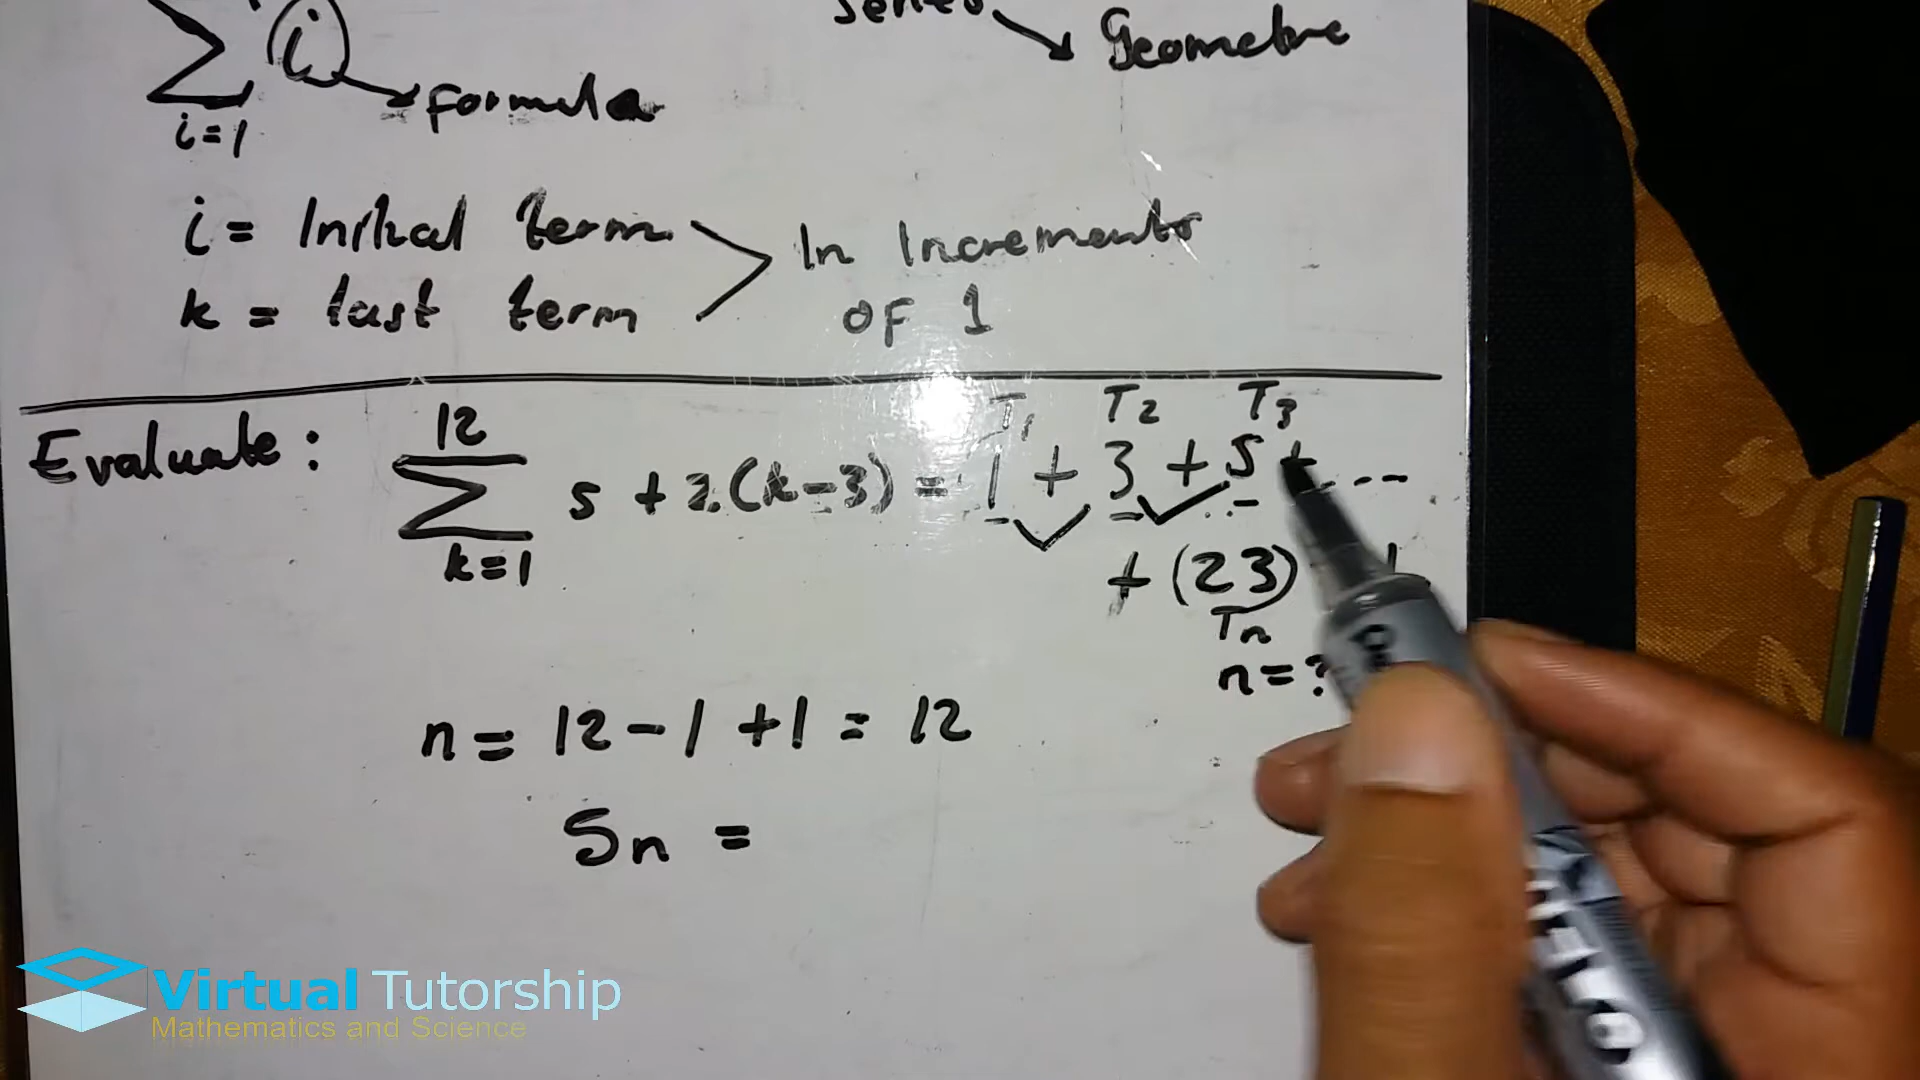 Geometric
∑ i
i=1
formula
i = Initial term
k = last term
In Increments
of 1
Evaluate:
12
∑ 5 + 2.(k-3) = 1 + 3 + 5 + ....
k=1
T1 T2 T3
+ (23)
Tn
n = ?
n = 12 - 1 + 1 = 12
Sn =
Virtual Tutorship
Mathematics and Science